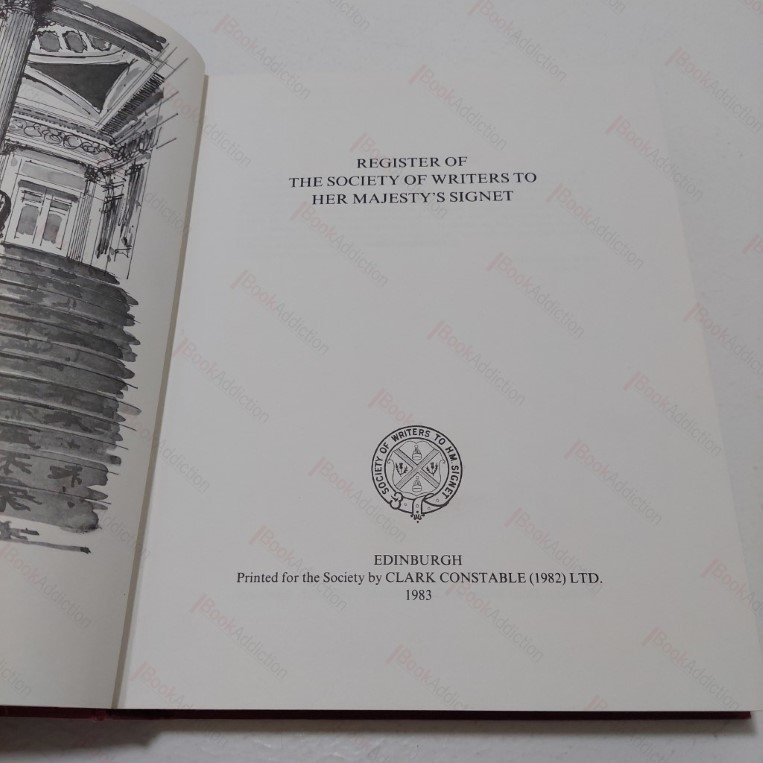 REGISTER OF
THE SOCIETY OF WRITERS TO
HER MAJESTY'S SIGNET
SOCIETY OF WRITERS TO H.M. SIGNET
EDINBURGH
Printed for the Society by CLARK CONSTABLE (1982) LTD.
1983
BookAddiction